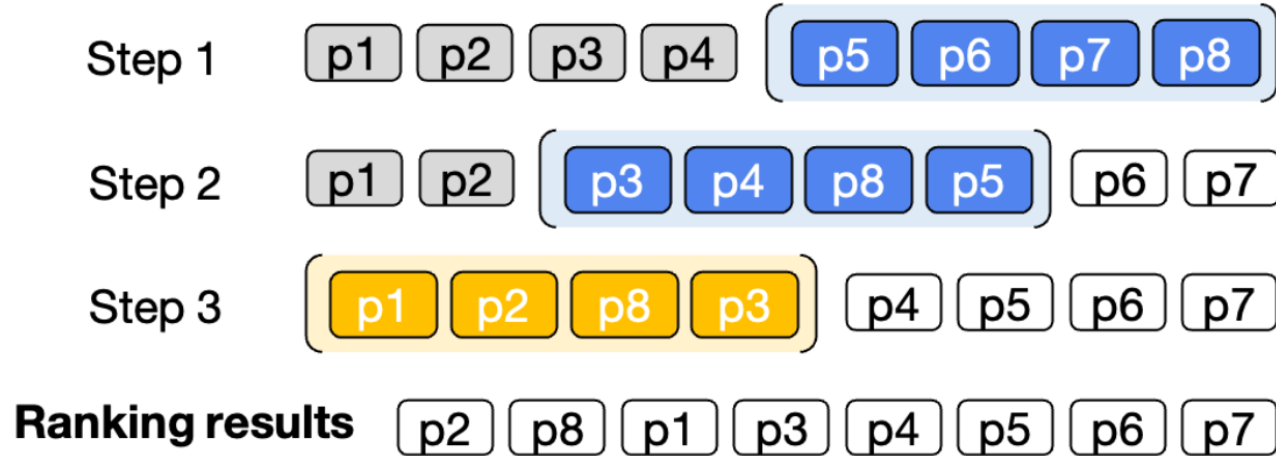 Step 1 p1 p2 p3 p4 p5 p6 p7 p8
Step 2 p1 p2 p3 p4 p8 p5 p6 p7
Step 3 p1 p2 p8 p3 p4 p5 p6 p7
Ranking results p2 p8 p1 p3 p4 p5 p6 p7